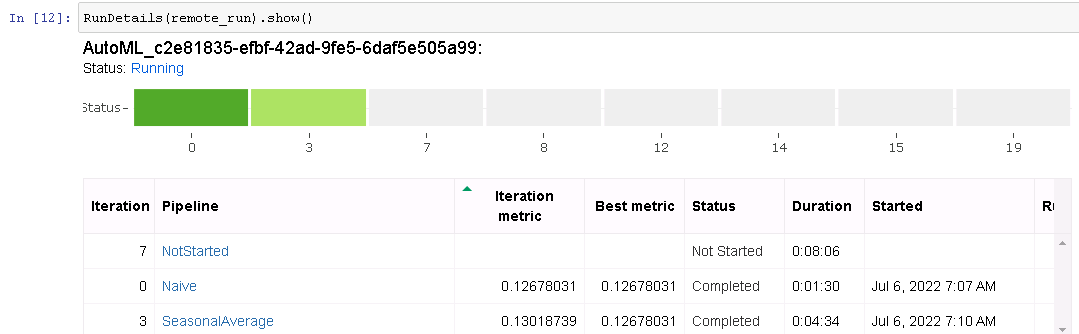 In [12]: RunDetails(remote_run).show()
AutoML_c2e81835-efbf-42ad-9fe5-6daf5e505a99:
Status: Running
Status
0 3 7 8 12 14 15 19
Iteration Pipeline Iteration metric Best metric Status Duration Started
7 NotStarted Not Started 0:08:06
0 Naive 0.12678031 0.12678031 Completed 0:01:30 Jul 6, 2022 7:07 AM
3 SeasonalAverage 0.13018739 0.12678031 Completed 0:04:34 Jul 6, 2022 7:10 AM